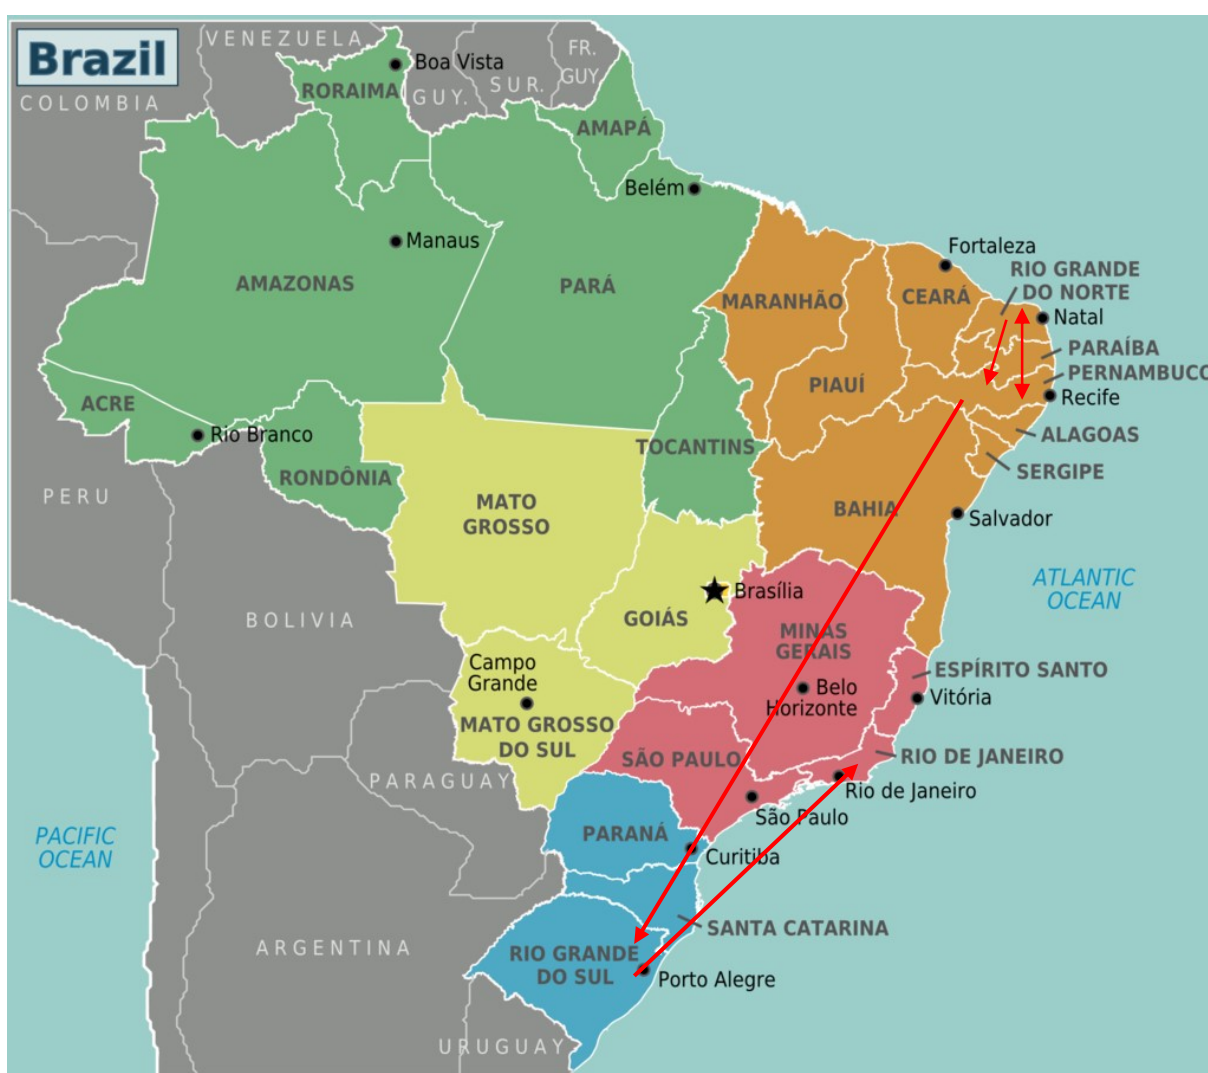 Brazil
VENEZUELA
COLOMBIA
Boa Vista
RORAIMA
GUY.
SUR.
FR.
GUY.
AMAPÁ
Belém
Manaus
AMAZONAS
PARÁ
MARANHÃO
CEARÁ
Fortaleza
RIO GRANDE
DO NORTE
Natal
PARAÍBA
PERNAMBUCO
Recife
PIAUÍ
ALAGOAS
SERGIPE
ACRE
Rio Branco
RONDÔNIA
TOCANTINS
PERU
MATO
GROSSO
BAHIA
Salvador
ATLANTIC
OCEAN
BOLIVIA
GOIÁS
Brasília
MINAS
GERAIS
Belo
Horizonte
ESPÍRITO SANTO
Vitória
Campo
Grande
MATO GROSSO
DO SUL
SÃO PAULO
RIO DE JANEIRO
Rio de Janeiro
São Paulo
PARAGUAY
PACIFIC
OCEAN
PARANÁ
Curitiba
SANTA CATARINA
ARGENTINA
RIO GRANDE
DO SUL
Porto Alegre
URUGUAY